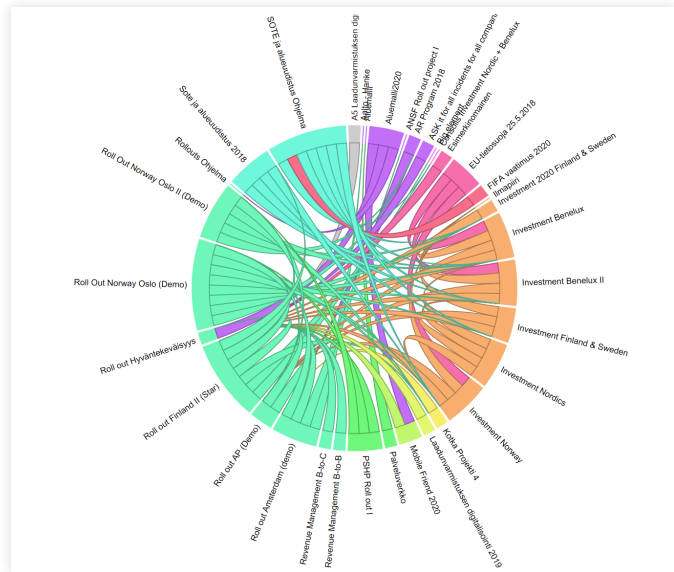 A5 Laadunvarmistuksen dig
Aluemalli
Aluemalli2020
ANSF Roll out project I
AR Program 2018
ASK it for all incidents for all compan
Esimerkinomainen
EU-tietosuoja 25.5.2018
FIFA vaatimus 2020
Ilmapiiri
Investment 2020 Finland & Sweden
Investment Benelux
Investment Benelux II
Investment Finland & Sweden
Investment Nordics
Investment Norway
Kotka Projekti 4
Laadunvarmistuksen digitalisointi 2019
Mobile Friend 2020
Palveluverkko
PSHP Roll out I
Revenue Management B-to-B
Revenue Management B-to-C
Roll out Amsterdam (demo)
Roll out AP (Demo)
Roll out Finland II (Star)
Roll out Hyväntekeväisyys
Roll Out Norway Oslo (Demo)
Roll Out Norway Oslo II (Demo)
Rollouts Ohjelma
Sote ja alueuudistus 2018
SOTE ja alueuudistus Ohjelma